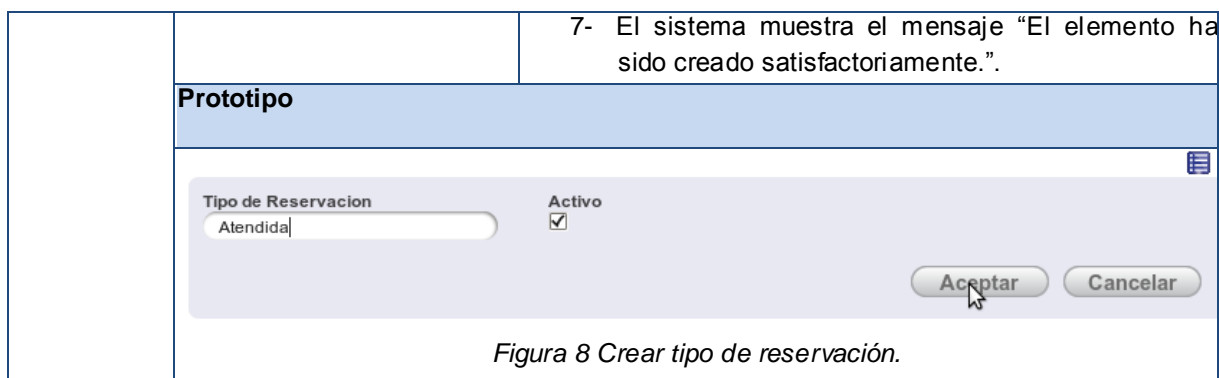 7- El sistema muestra el mensaje “El elemento ha
sido creado satisfactoriamente.”.
Prototipo
Tipo de Reservacion
Activo
Atendida
Aceptar
Cancelar
Figura 8 Crear tipo de reservación.